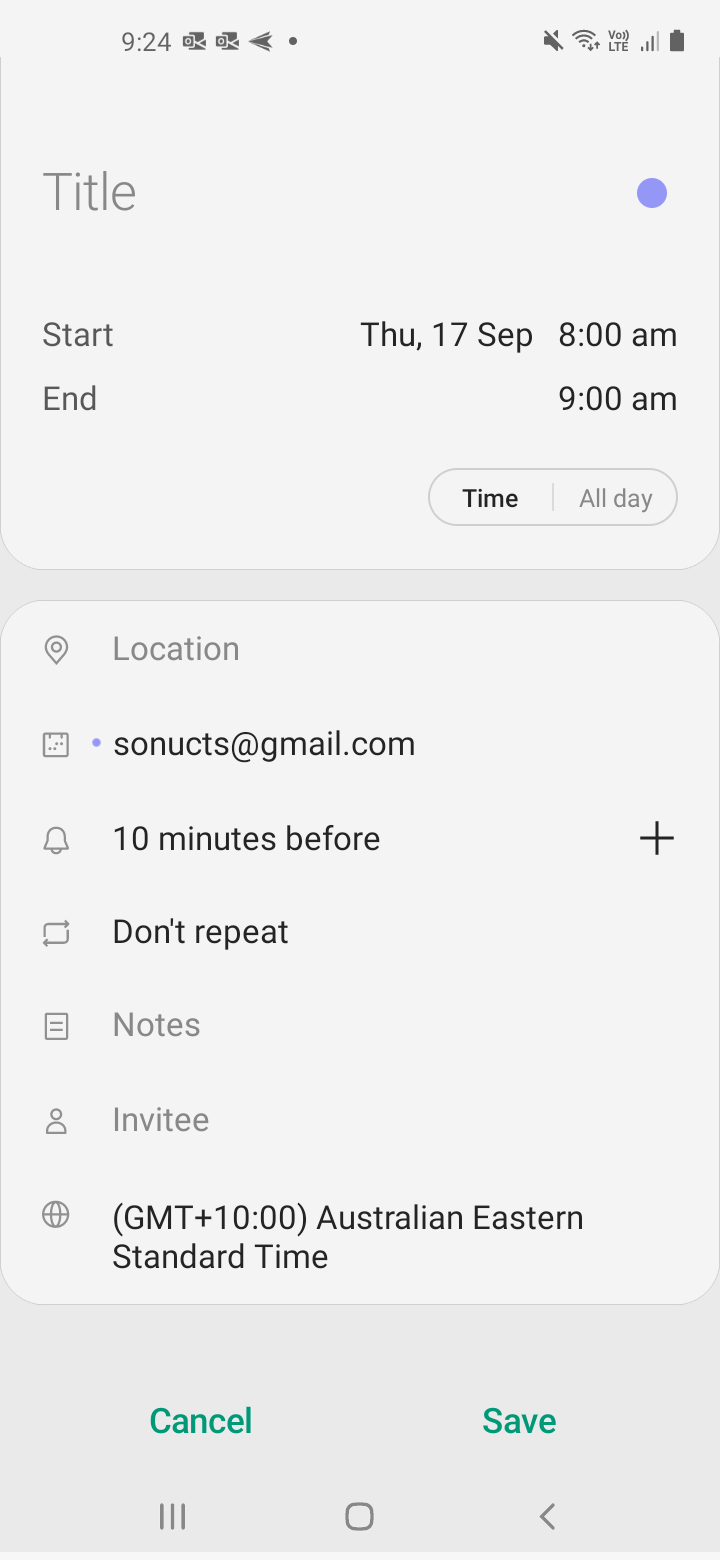 9:24
Vo)) LTE
Title
Start Thu, 17 Sep 8:00 am
End 9:00 am
Time All day
Location
sonucts@gmail.com
10 minutes before
Don't repeat
Notes
Invitee
(GMT+10:00) Australian Eastern
Standard Time
Cancel Save